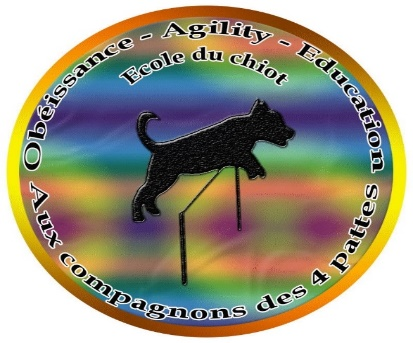 Obéissance - Agility - Education
Ecole du chiot
Aux compagnons des 4 pattes